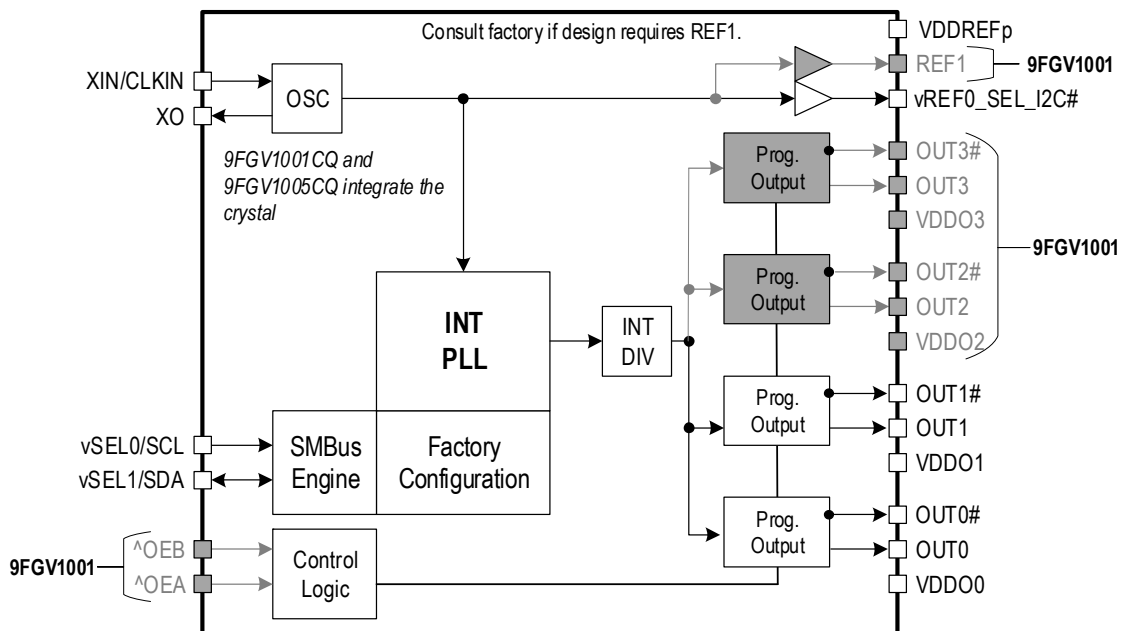 Consult factory if design requires REF1.
VDDREFp
XIN/CLKIN
OSC
REF1
9FGV1001
XO
vREF0_SEL_I2C#
9FGV1001CQ and
9FGV1005CQ integrate the
crystal
Prog.
Output
OUT3#
OUT3
VDDO3
9FGV1001
Prog.
Output
OUT2#
OUT2
VDDO2
INT
PLL
INT
DIV
Prog.
Output
OUT1#
OUT1
VDDO1
vSEL0/SCL
vSEL1/SDA
SMBus
Engine
Factory
Configuration
Prog.
Output
OUT0#
OUT0
VDDO0
9FGV1001
^OEB
^OEA
Control
Logic